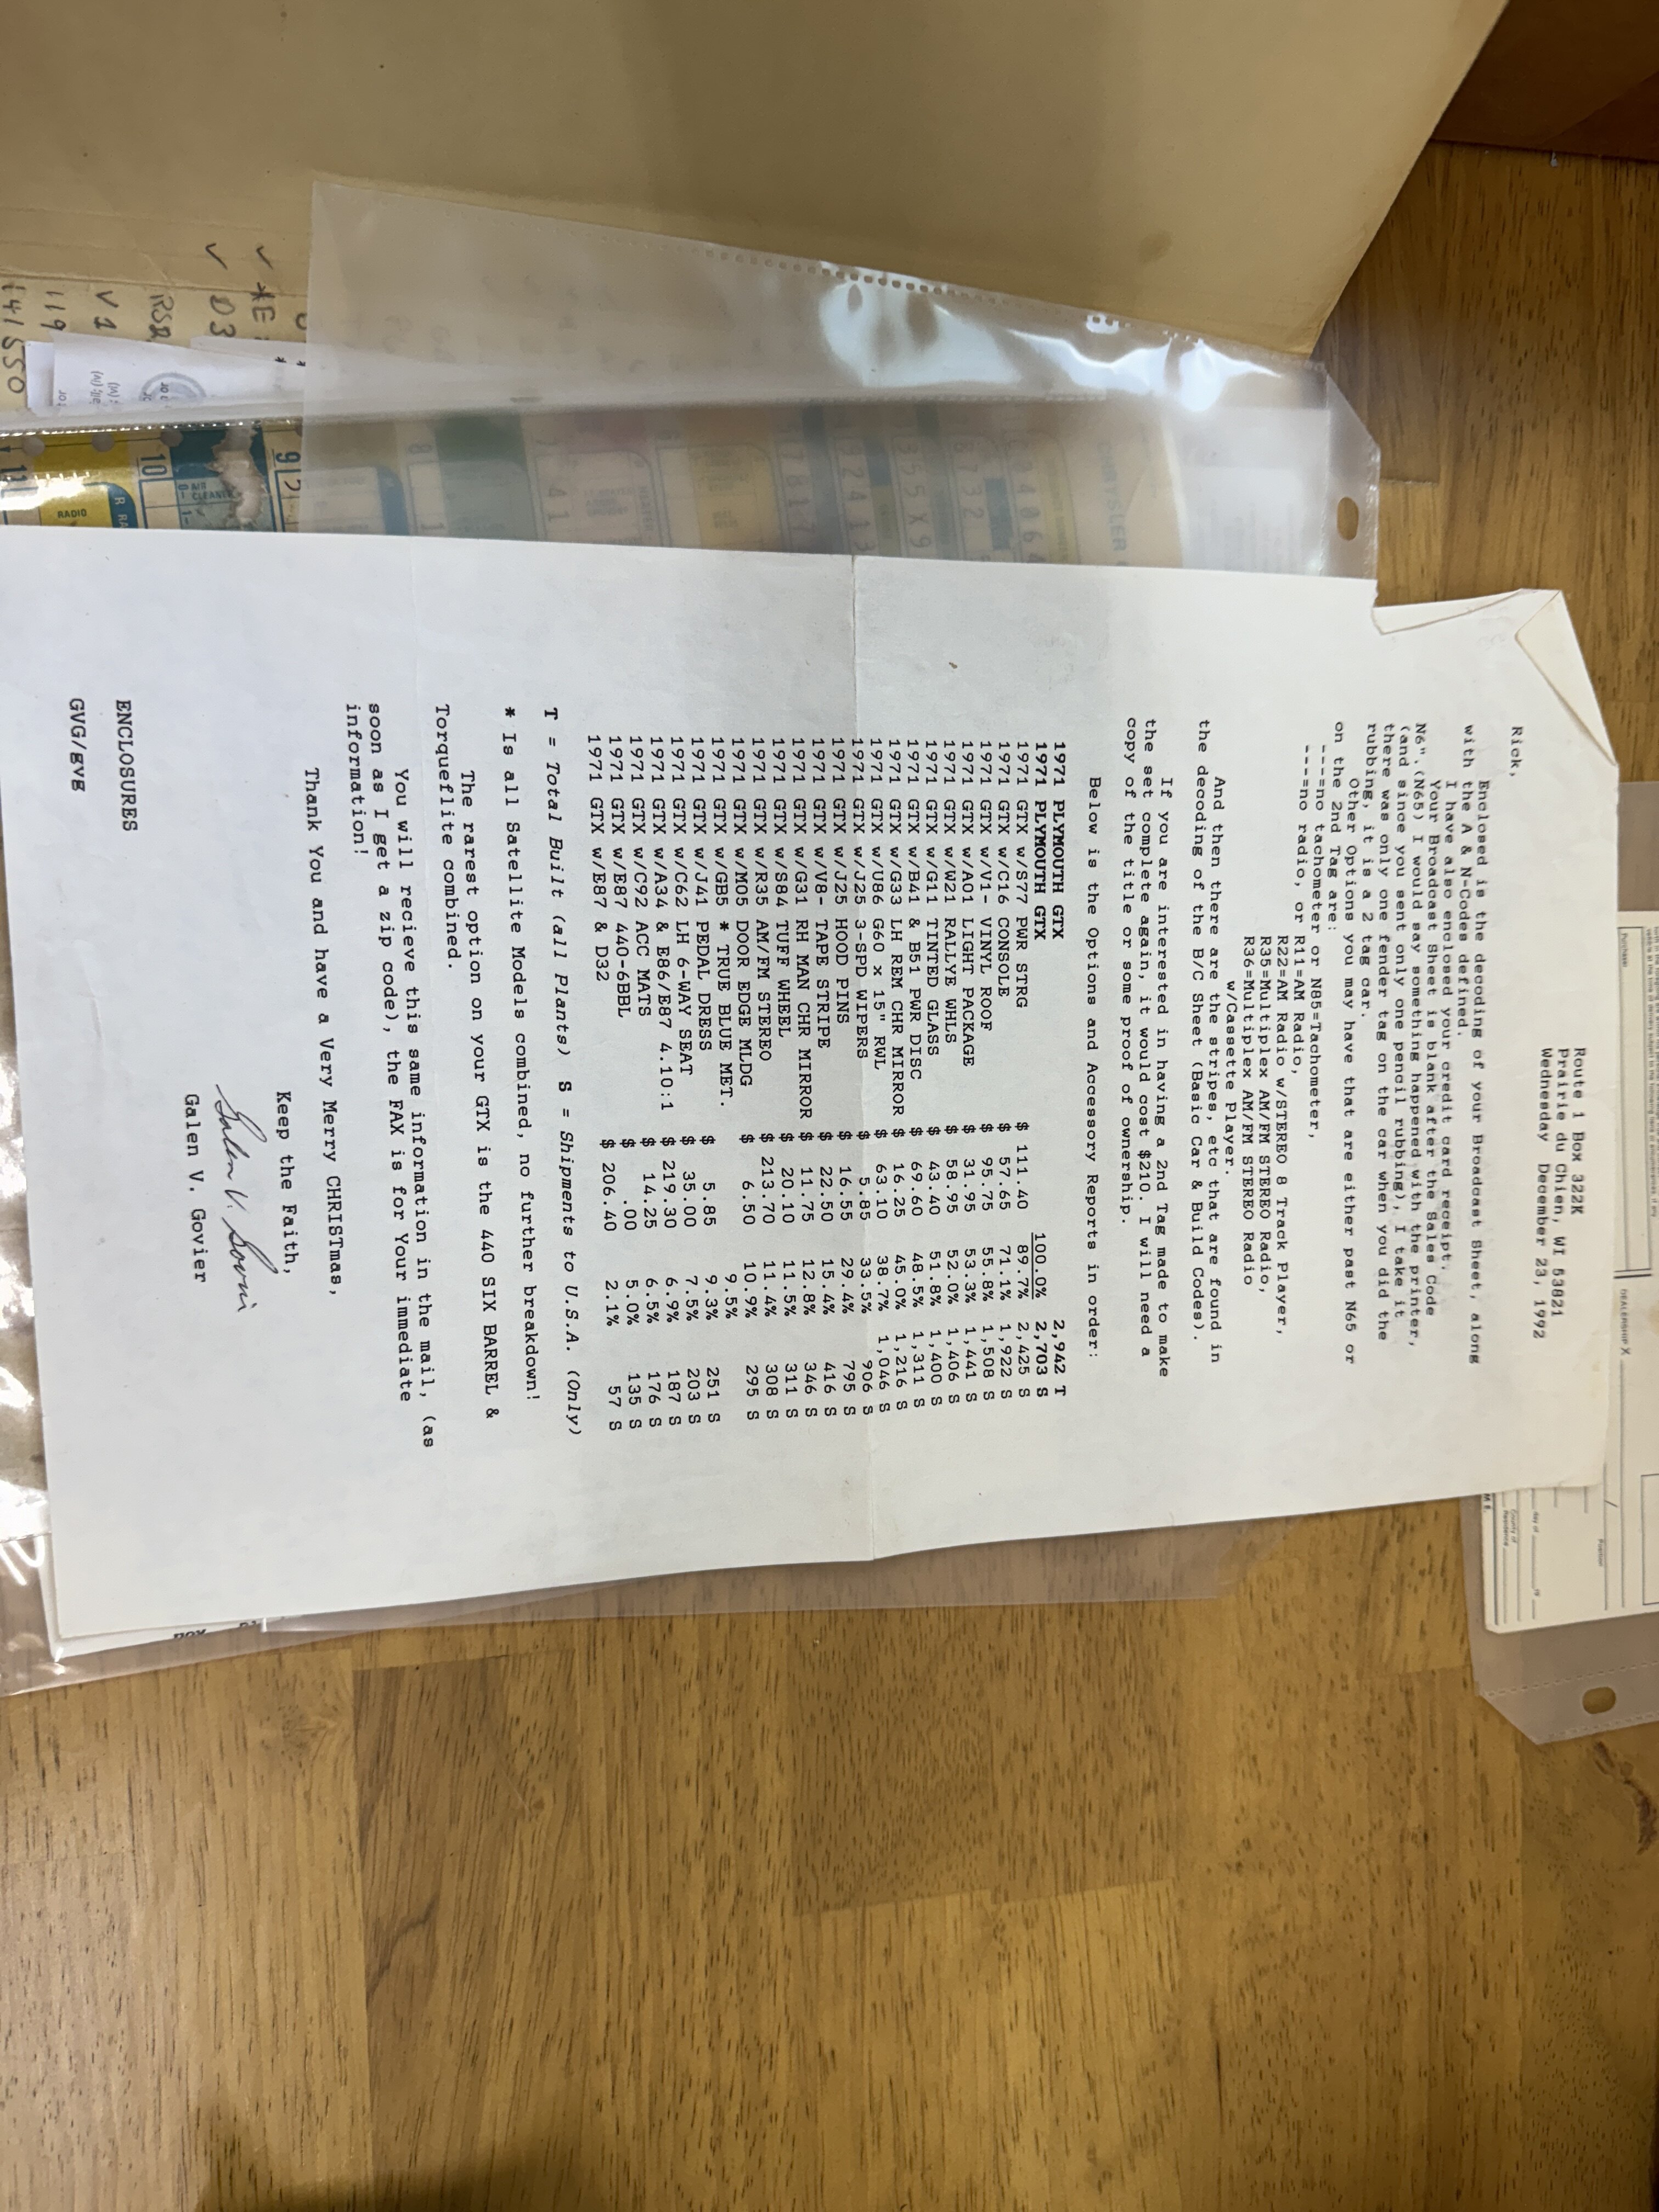 Route 1 Box 322K
Prairie du Chien, WI 53821
Wednesday December 23, 1992
Rick,
Enclosed is the decoding of your Broadcast Sheet, along
with the A & N-Codes defined.
I have also enclosed your credit card receipt.
Your Broadcast Sheet is blank after the Sales Code
N6". (N65) I would say something happened with the printer,
(and since you sent only one pencil rubbing), I take it
there was only one fender tag on the car when you did the
rubbing, it is a 2 tag car.
Other Options you may have that are either past N65 or
on the 2nd Tag are:
----=no tachometer or N85=Tachometer,
----=no radio, or R11=AM Radio,
R22=AM Radio w/STEREO 8 Track Player,
R35=Multiplex AM/FM STEREO Radio,
R36=Multiplex AM/FM STEREO Radio
w/Cassette Player.
And then there are the stripes, etc that are found in
the decoding of the B/C Sheet (Basic Car & Build Codes).
If you are interested in having a 2nd Tag made to make
the set complete again, it would cost $210. I will need a
copy of the title or some proof of ownership.
Below is the Options and Accessory Reports in order:
1971 PLYMOUTH GTX 2,942 T
1971 PLYMOUTH GTX 100.0% 2,703 S
1971 GTX w/S77 PWR STRG $ 111.40 89.7% 2,425 S
1971 GTX w/C16 CONSOLE $ 57.65 71.1% 1,922 S
1971 GTX w/V1- VINYL ROOF $ 95.75 55.8% 1,508 S
1971 GTX w/A01 LIGHT PACKAGE $ 31.95 53.3% 1,441 S
1971 GTX w/W21 RALLYE WHLS $ 58.95 52.0% 1,406 S
1971 GTX w/G11 TINTED GLASS $ 43.40 51.8% 1,400 S
1971 GTX w/B41 & B51 PWR DISC $ 69.60 48.5% 1,311 S
1971 GTX w/G33 LH REM CHR MIRROR $ 16.25 45.0% 1,216 S
1971 GTX w/U86 G60 x 15" RWL $ 63.10 38.7% 1,046 S
1971 GTX w/J25 3-SPD WIPERS $ 5.85 33.5% 906 S
1971 GTX w/J25 HOOD PINS $ 16.55 29.4% 795 S
1971 GTX w/V8- TAPE STRIPE $ 22.50 15.4% 416 S
1971 GTX w/G31 RH MAN CHR MIRROR $ 11.75 12.8% 346 S
1971 GTX w/S84 TUFF WHEEL $ 20.10 11.5% 311 S
1971 GTX w/R35 AM/FM STEREO $ 213.70 11.4% 308 S
1971 GTX w/M05 DOOR EDGE MLDG $ 6.50 10.9% 295 S
1971 GTX w/GB5 * TRUE BLUE MET. 9.5%
1971 GTX w/J41 PEDAL DRESS $ 5.85 9.3% 251 S
1971 GTX w/C62 LH 6-WAY SEAT $ 35.00 7.5% 203 S
1971 GTX w/A34 & E86/E87 4.10:1 $ 219.30 6.9% 187 S
1971 GTX w/C92 ACC MATS $ 14.25 6.5% 176 S
1971 GTX w/E87 440-6BBL $ .00 5.0% 135 S
1971 GTX w/E87 & D32 $ 206.40 2.1% 57 S
T = Total Built (all Plants) S = Shipments to U.S.A. (Only)
* Is all Satellite Models combined, no further breakdown!
The rarest option on your GTX is the 440 SIX BARREL &
Torqueflite combined.
You will recieve this same information in the mail, (as
soon as I get a zip code), the FAX is for Your immediate
information!
Thank You and have a Very Merry CHRISTmas,
Keep the Faith,
Galen V. Govier
Galen V. Govier
ENCLOSURES
GVG/gvg
✓ *E
✓ D3
V1
119
141550
CHRYSLER
RADIO
AIR CLEANER
10
11
912
DEALERSHIP X
Purchaser
County of Residence
day of